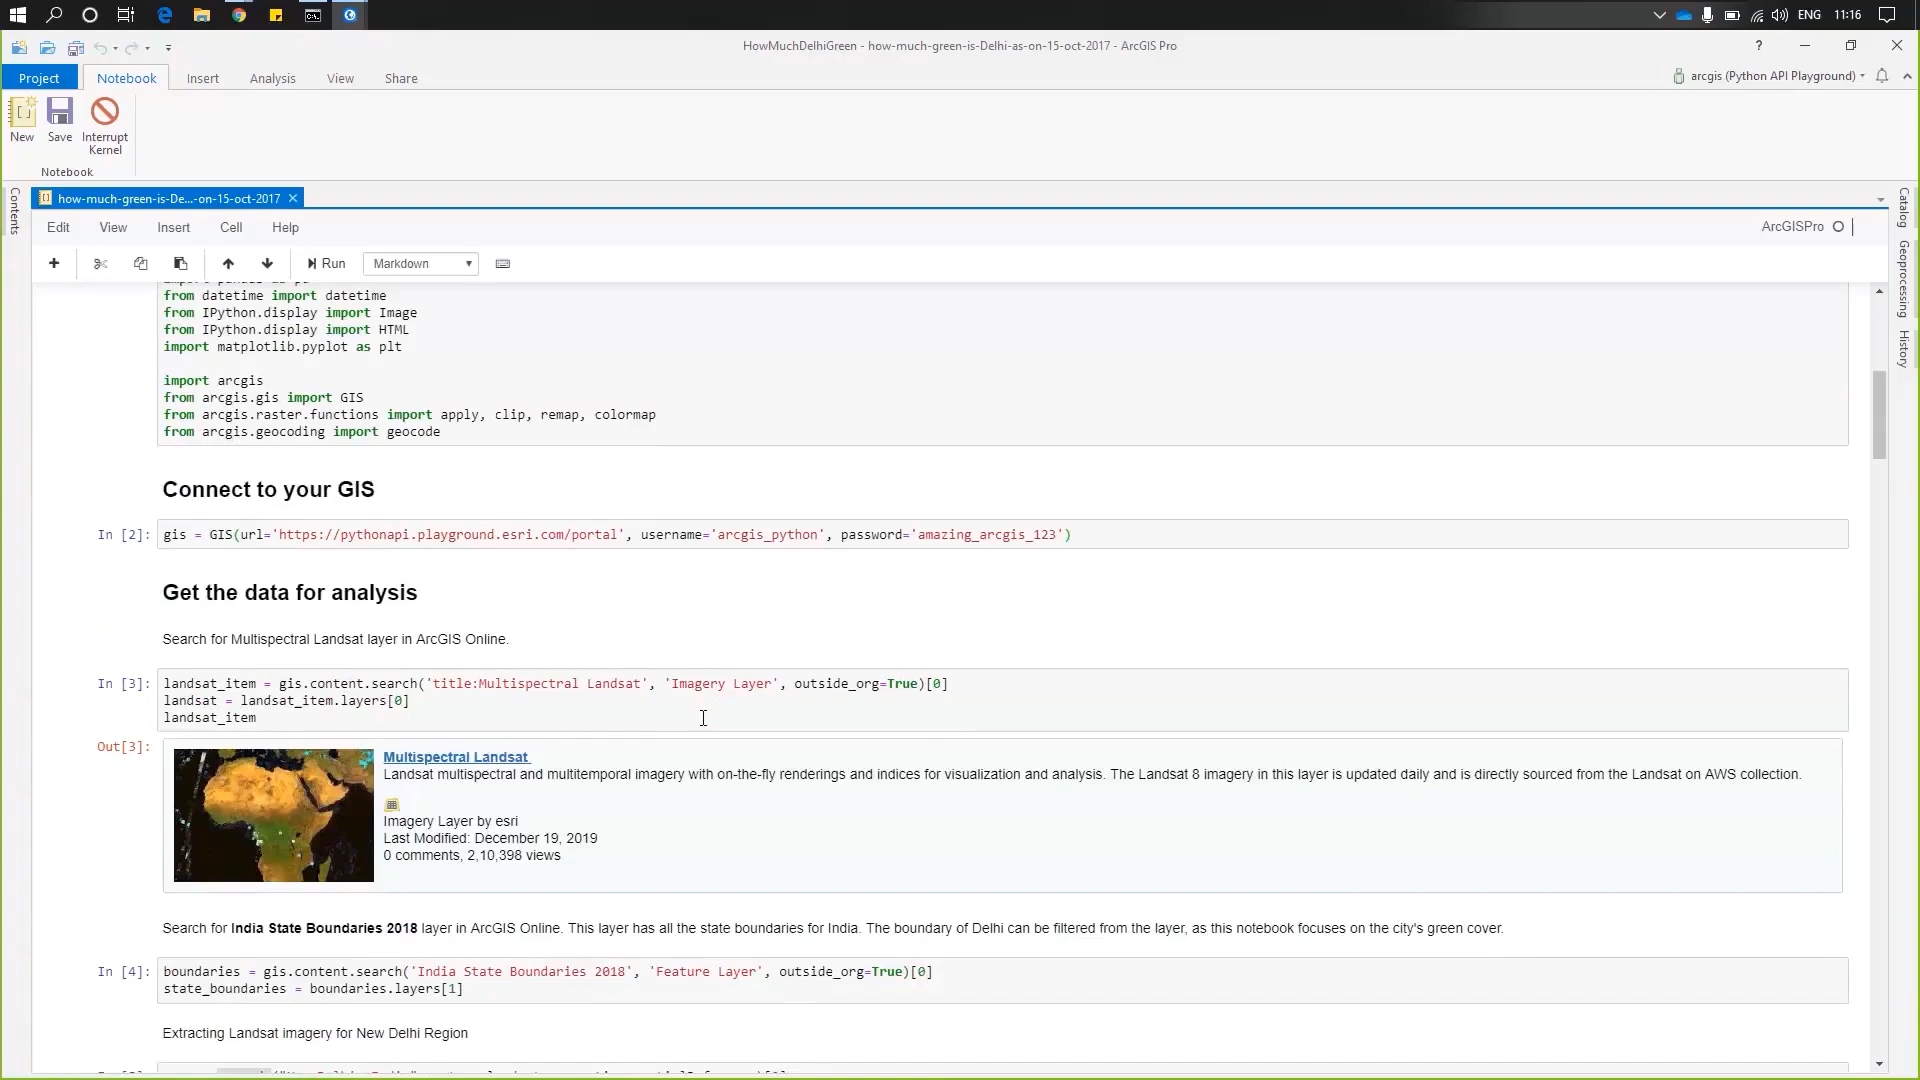 ENG 11:16
HowMuchDelhiGreen - how-much-green-is-Delhi-as-on-15-oct-2017 - ArcGIS Pro
?
Project Notebook Insert Analysis View Share
arcgis (Python API Playground)
New Save Interrupt Kernel
Notebook
Contents
how-much-green-is-De...-on-15-oct-2017
Catalog
Geoprocessing
History
Edit View Insert Cell Help
ArcGISPro
Run Markdown
from datetime import datetime
from IPython.display import Image
from IPython.display import HTML
import matplotlib.pyplot as plt
import arcgis
from arcgis.gis import GIS
from arcgis.raster.functions import apply, clip, remap, colormap
from arcgis.geocoding import geocode
Connect to your GIS
In [2]: gis = GIS(url='https://pythonapi.playground.esri.com/portal', username='arcgis_python', password='amazing_arcgis_123')
Get the data for analysis
Search for Multispectral Landsat layer in ArcGIS Online.
In [3]: landsat_item = gis.content.search('title:Multispectral Landsat', 'Imagery Layer', outside_org=True)[0]
landsat = landsat_item.layers[0]
landsat_item
Out[3]: Multispectral Landsat
Landsat multispectral and multitemporal imagery with on-the-fly renderings and indices for visualization and analysis. The Landsat 8 imagery in this layer is updated daily and is directly sourced from the Landsat on AWS collection.
Imagery Layer by esri
Last Modified: December 19, 2019
0 comments, 2,10,398 views
Search for India State Boundaries 2018 layer in ArcGIS Online. This layer has all the state boundaries for India. The boundary of Delhi can be filtered from the layer, as this notebook focuses on the city's green cover.
In [4]: boundaries = gis.content.search('India State Boundaries 2018', 'Feature Layer', outside_org=True)[0]
state_boundaries = boundaries.layers[1]
Extracting Landsat imagery for New Delhi Region